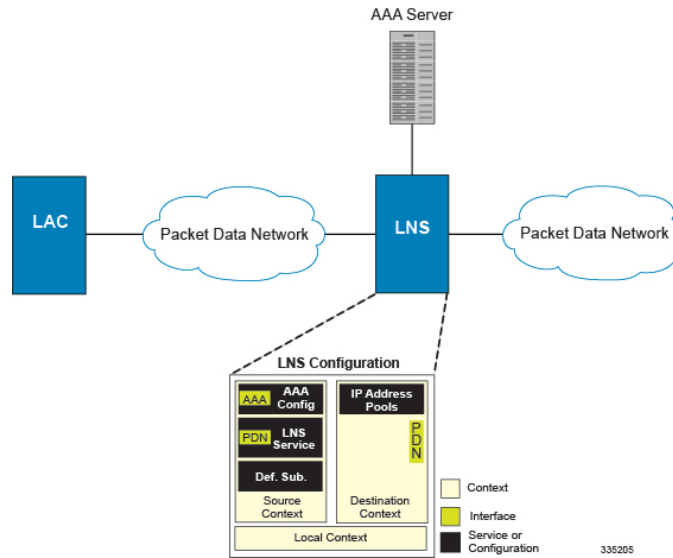 AAA Server
LAC
Packet Data Network
LNS
Packet Data Network
LNS Configuration
AAA
AAA
Config
PDN
LNS
Service
Def. Sub.
Source
Context
IP Address
Pools
PDN
Destination
Context
Local Context
Context
Interface
Service or
Configuration
335205